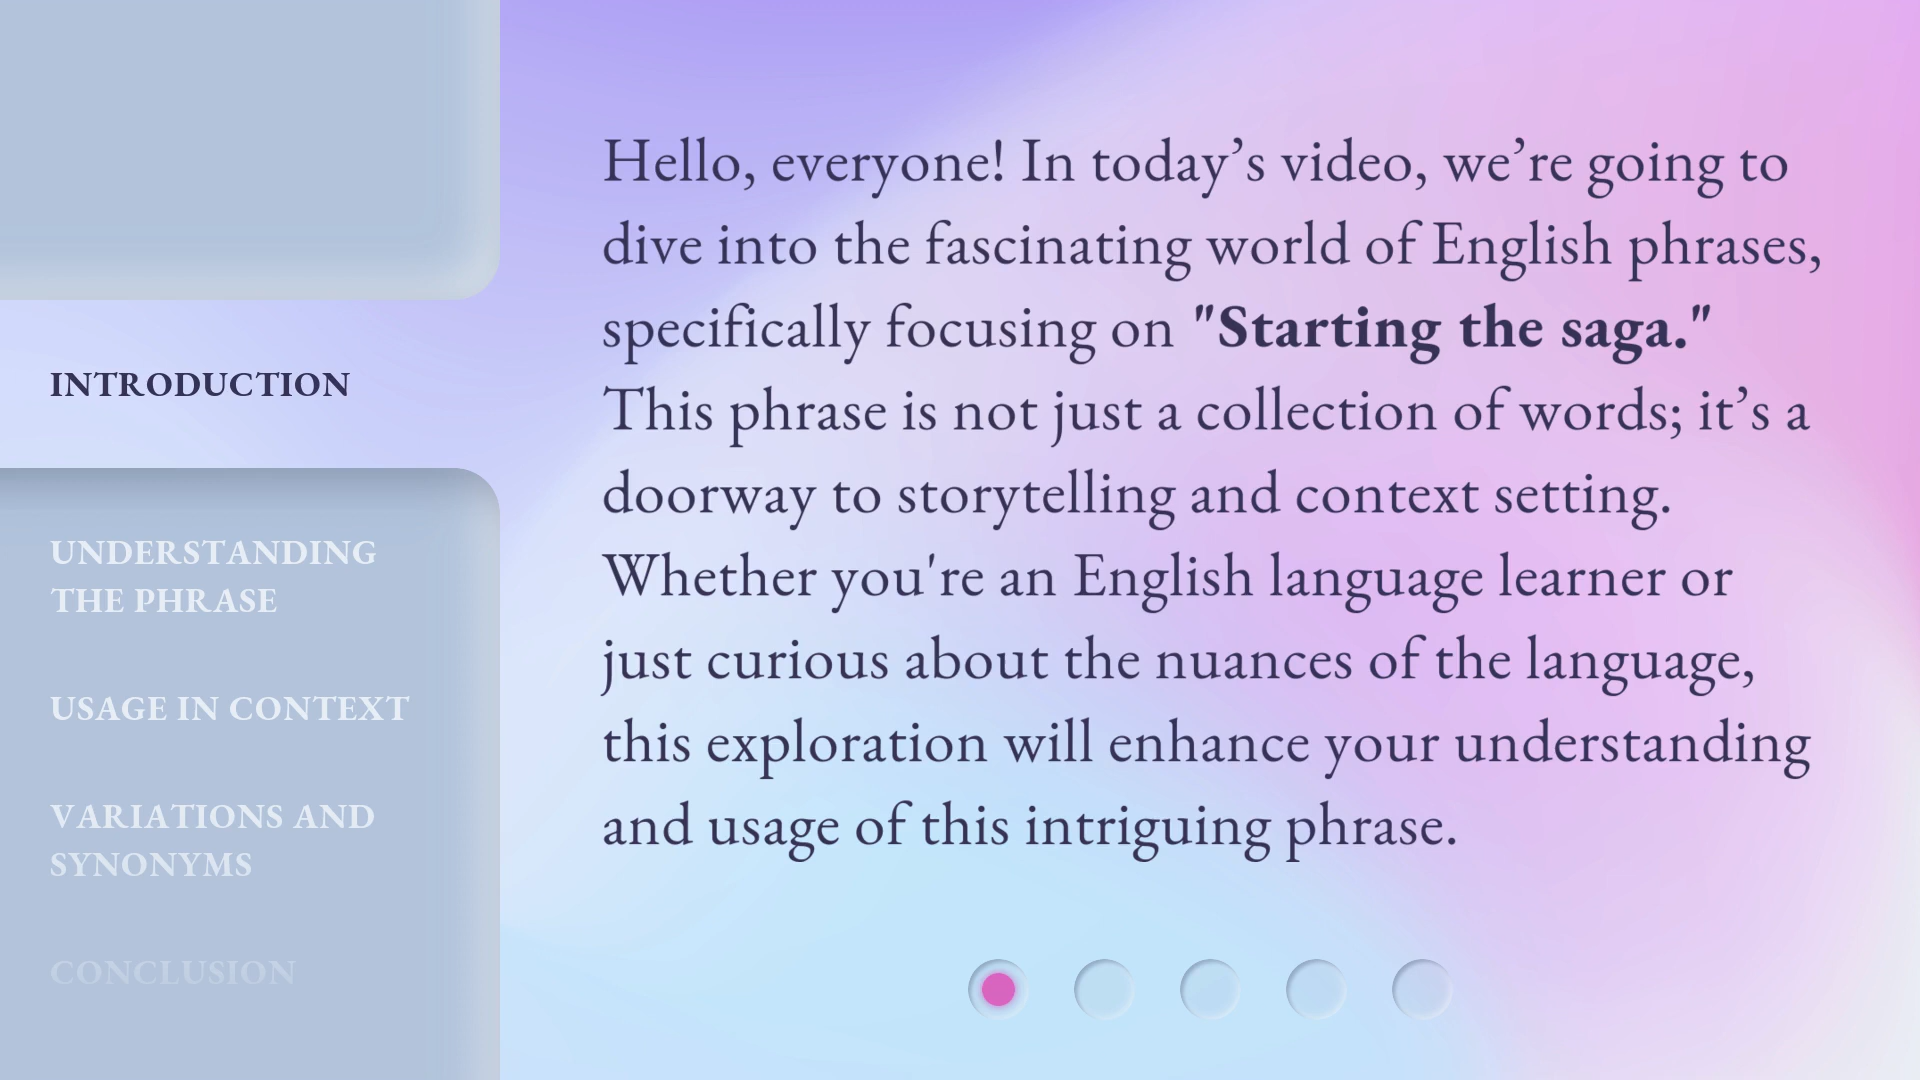 INTRODUCTION
UNDERSTANDING
THE PHRASE
USAGE IN CONTEXT
VARIATIONS AND
SYNONYMS
CONCLUSION
Hello, everyone! In today’s video, we’re going to
dive into the fascinating world of English phrases,
specifically focusing on "Starting the saga."
This phrase is not just a collection of words; it’s a
doorway to storytelling and context setting.
Whether you're an English language learner or
just curious about the nuances of the language,
this exploration will enhance your understanding
and usage of this intriguing phrase.